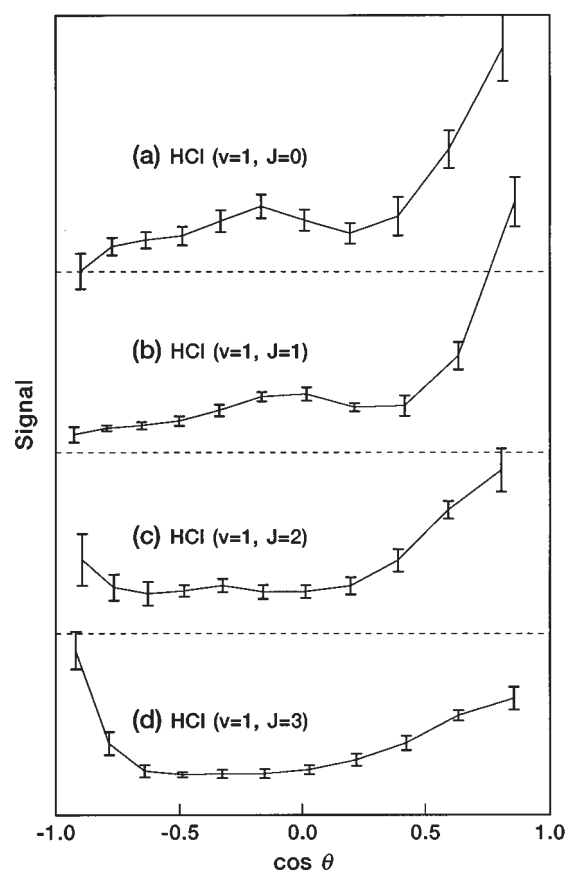 (a) HCl (v=1, J=0)
(b) HCl (v=1, J=1)
(c) HCl (v=1, J=2)
(d) HCl (v=1, J=3)
Signal
-1.0 -0.5 0.0 0.5 1.0
cos θ